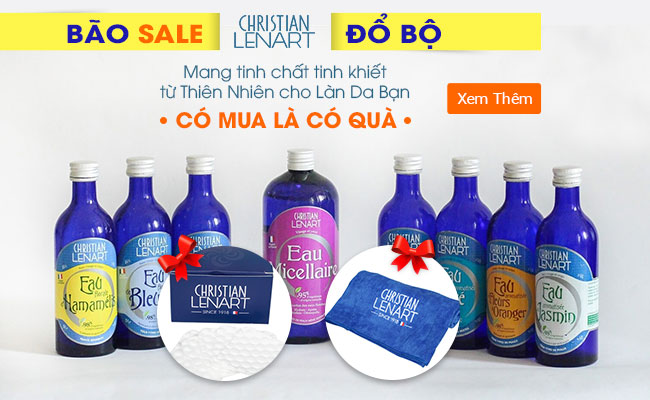 BÃO SALE CHRISTIAN LENART ĐỔ BỘ
Mang tinh chất tinh khiết
từ Thiên Nhiên cho Làn Da Bạn
Xem Thêm
• CÓ MUA LÀ CÓ QUÀ •
CHRISTIAN
LENART
Eau
Hamamélis
CHRISTIAN
LENART
Eau
Bleuet
CHRISTIAN
LENART
CHRISTIAN
LENART
Eau
Micellaire
95%
CHRISTIAN
LENART
CHRISTIAN
LENART
CHRISTIAN
LENART
Eau
Fleurs
d'Oranger
CHRISTIAN
LENART
Eau
Jasmin
CHRISTIAN
LENART
SINCE 1918
CHRISTIAN
LENART
SINCE 1918